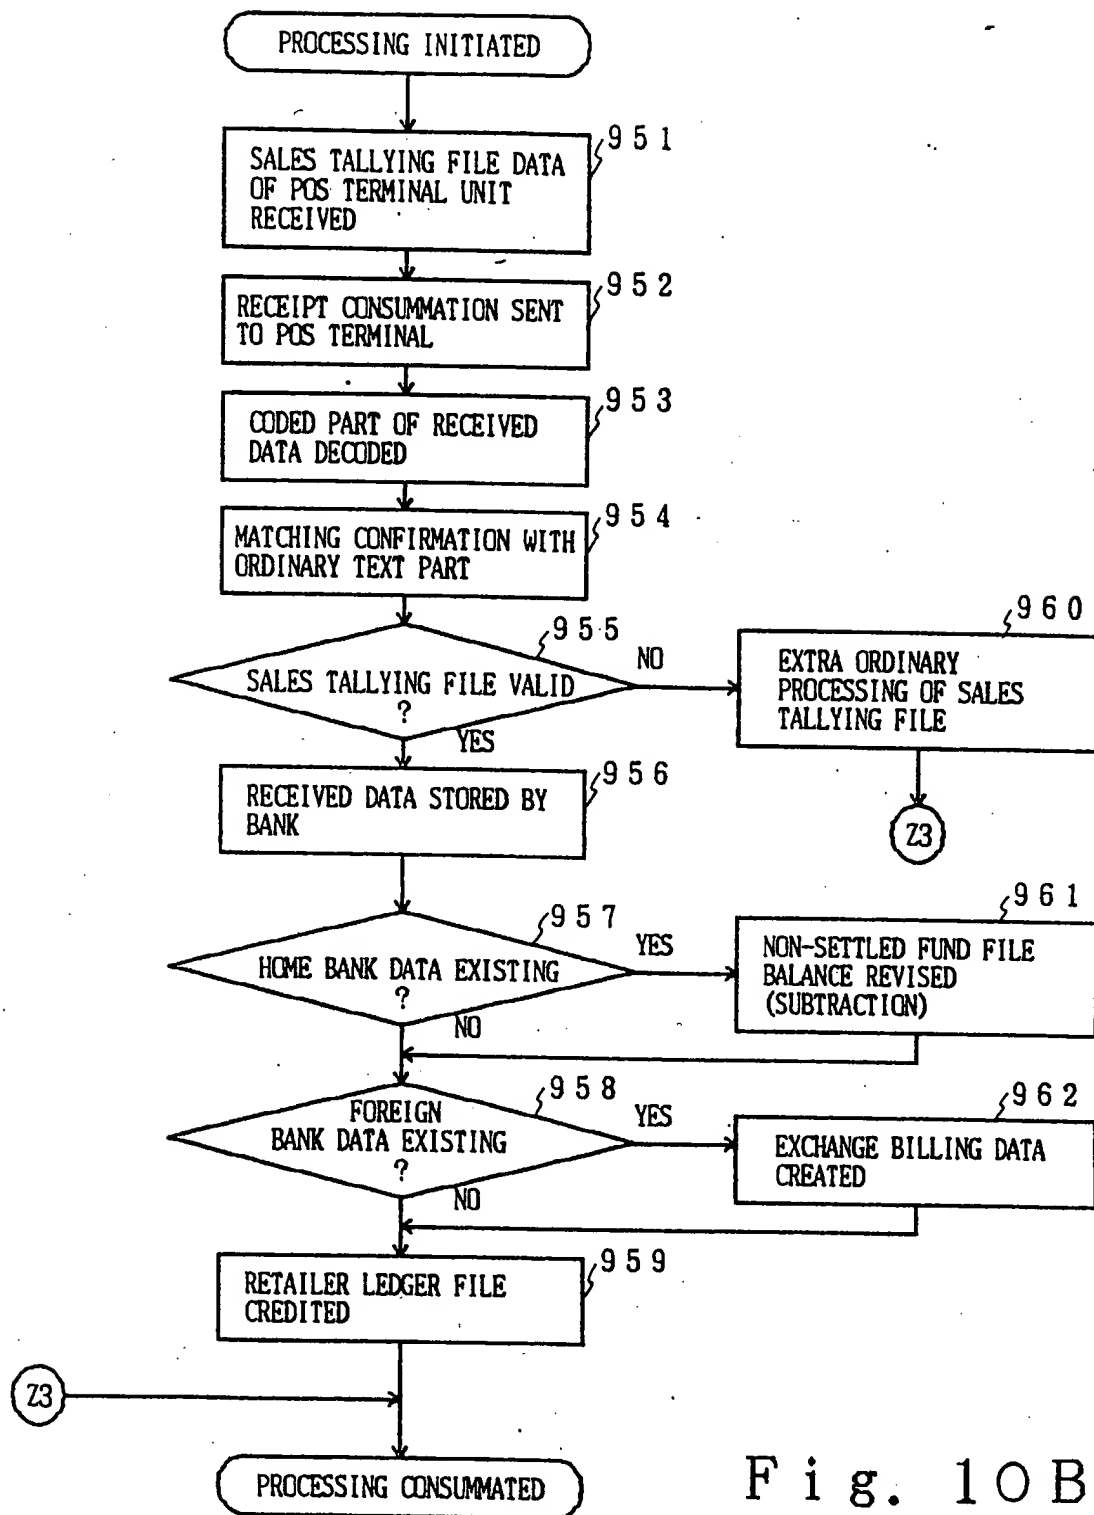 PROCESSING INITIATED
951
SALES TALLYING FILE DATA
OF POS TERMINAL UNIT
RECEIVED
952
RECEIPT CONSUMMATION SENT
TO POS TERMINAL
953
CODED PART OF RECEIVED
DATA DECODED
954
MATCHING CONFIRMATION WITH
ORDINARY TEXT PART
955
SALES TALLYING FILE VALID
?
NO
YES
960
EXTRA ORDINARY
PROCESSING OF SALES
TALLYING FILE
Z3
956
RECEIVED DATA STORED BY
BANK
957
HOME BANK DATA EXISTING
?
YES
NO
961
NON-SETTLED FUND FILE
BALANCE REVISED
(SUBTRACTION)
958
FOREIGN
BANK DATA EXISTING
?
YES
NO
962
EXCHANGE BILLING DATA
CREATED
959
RETAILER LEDGER FILE
CREDITED
Z3
PROCESSING CONSUMMATED
Fig. 10B